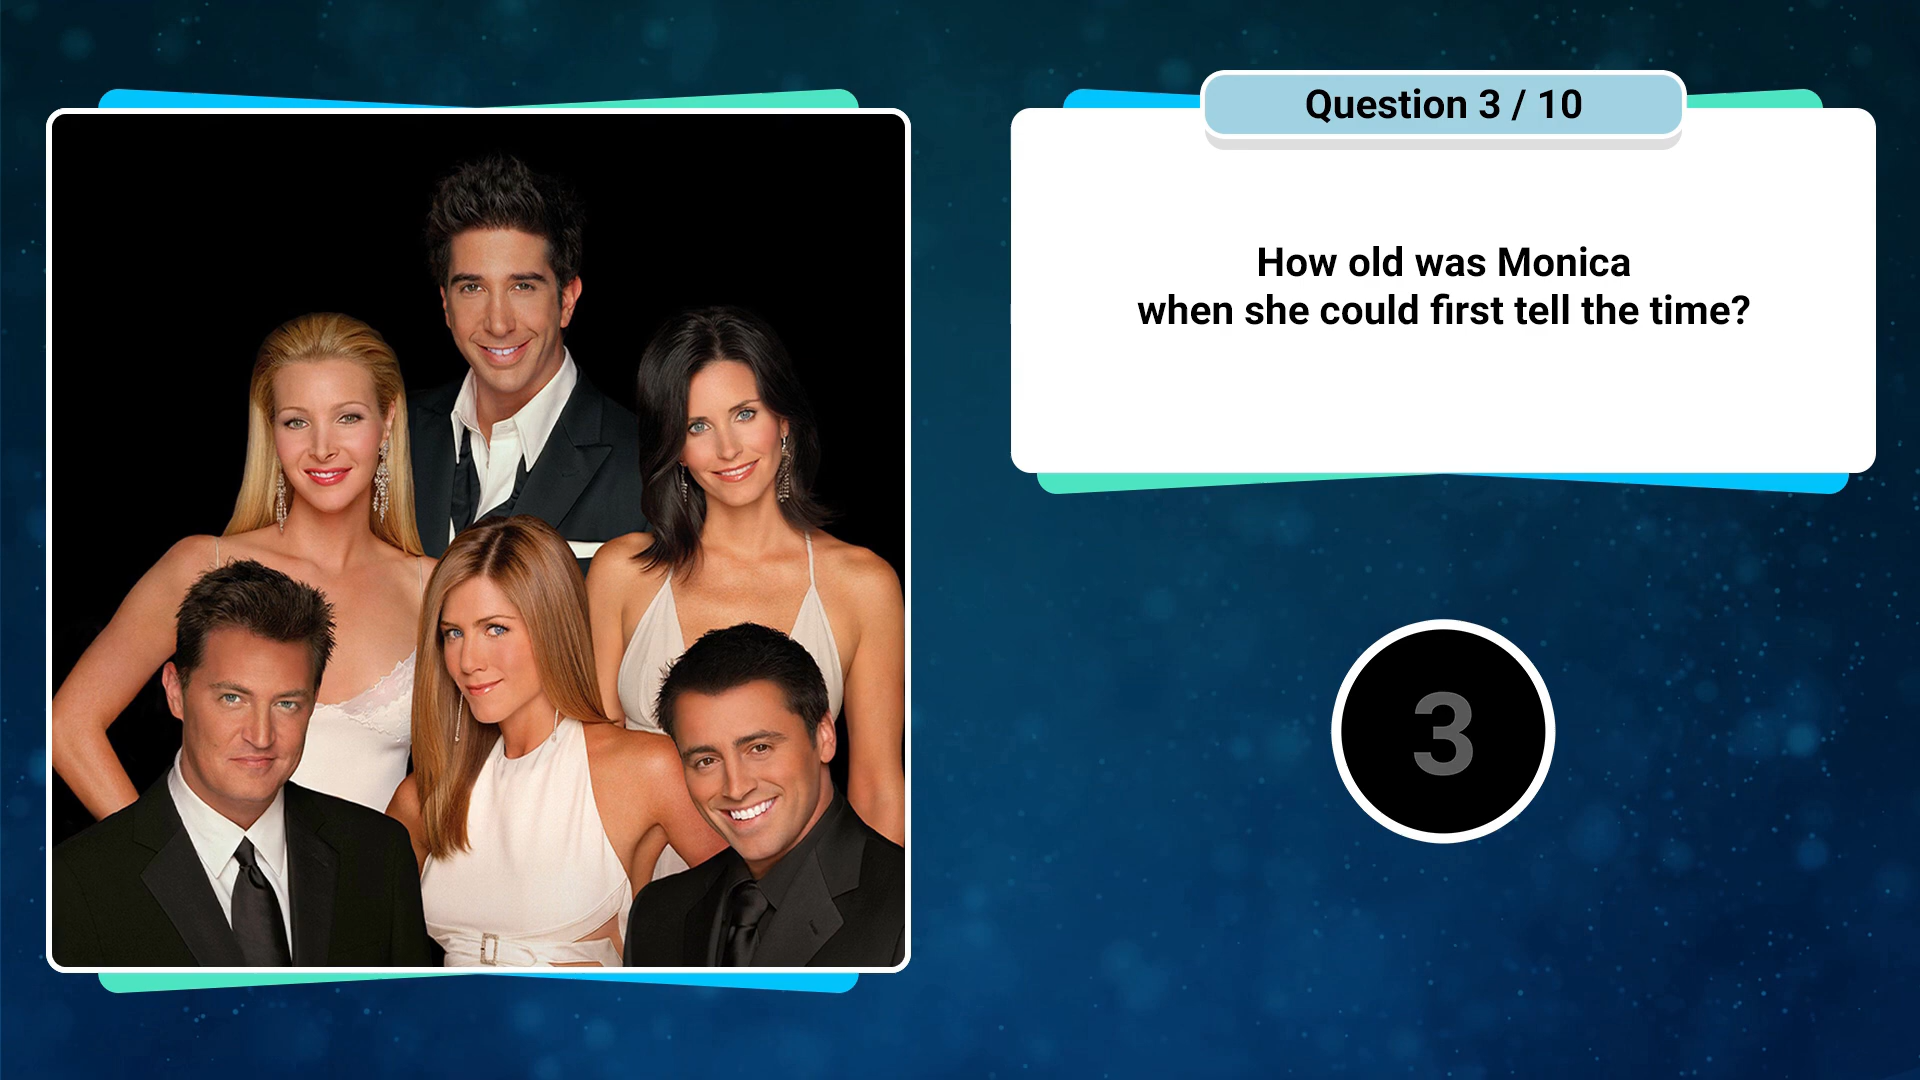 Question 3 / 10
How old was Monica
when she could first tell the time?
3